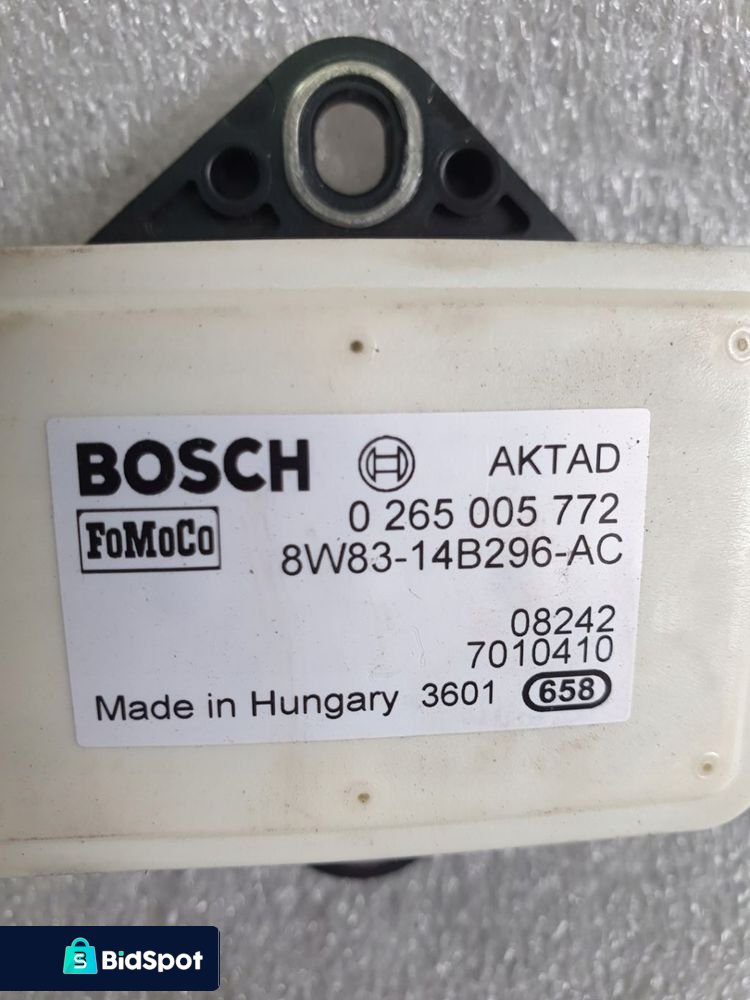 BOSCH AKTAD
0 265 005 772
FoMoCo
8W83-14B296-AC
08242
7010410
Made in Hungary 3601 658
BidSpot